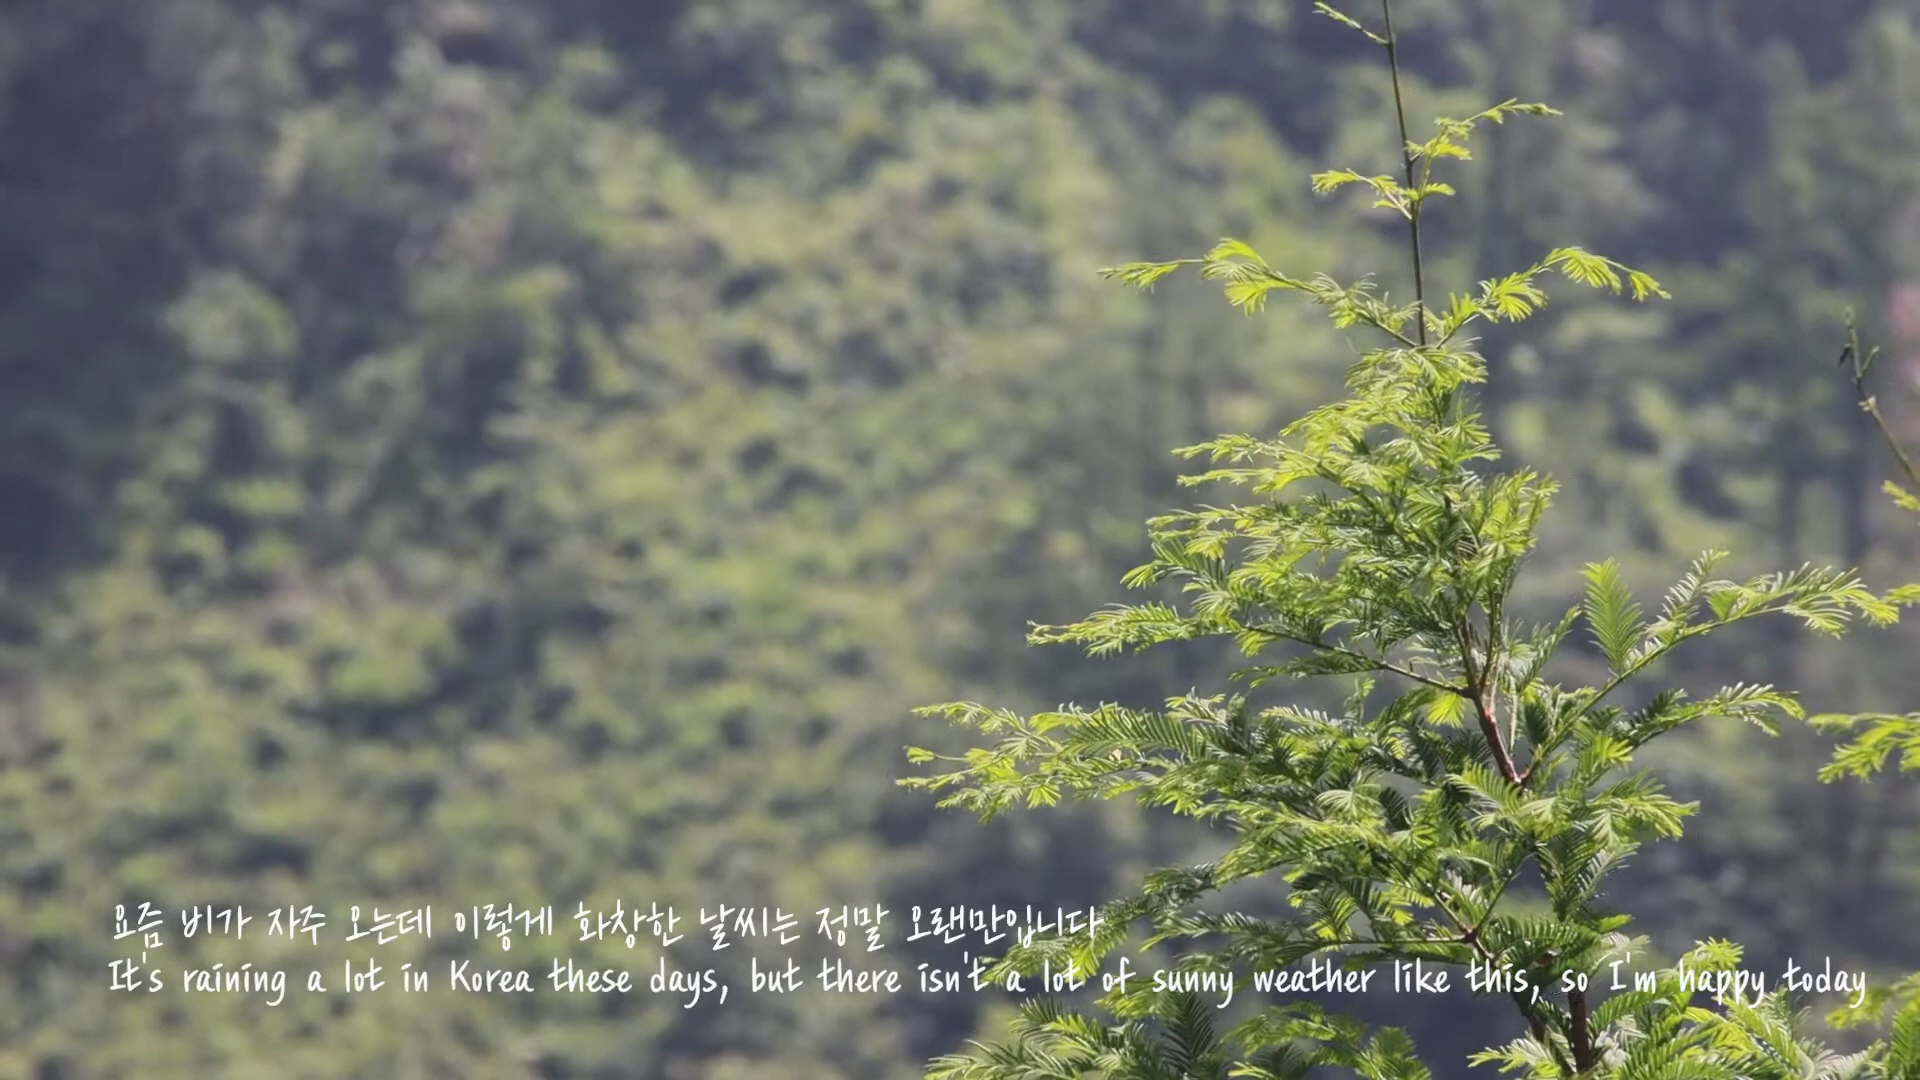 요즘 비가 자주 오는데 이렇게 화창한 날씨는 정말 오랜만입니다
It's raining a lot in Korea these days, but there isn't a lot of sunny weather like this, so I'm happy today